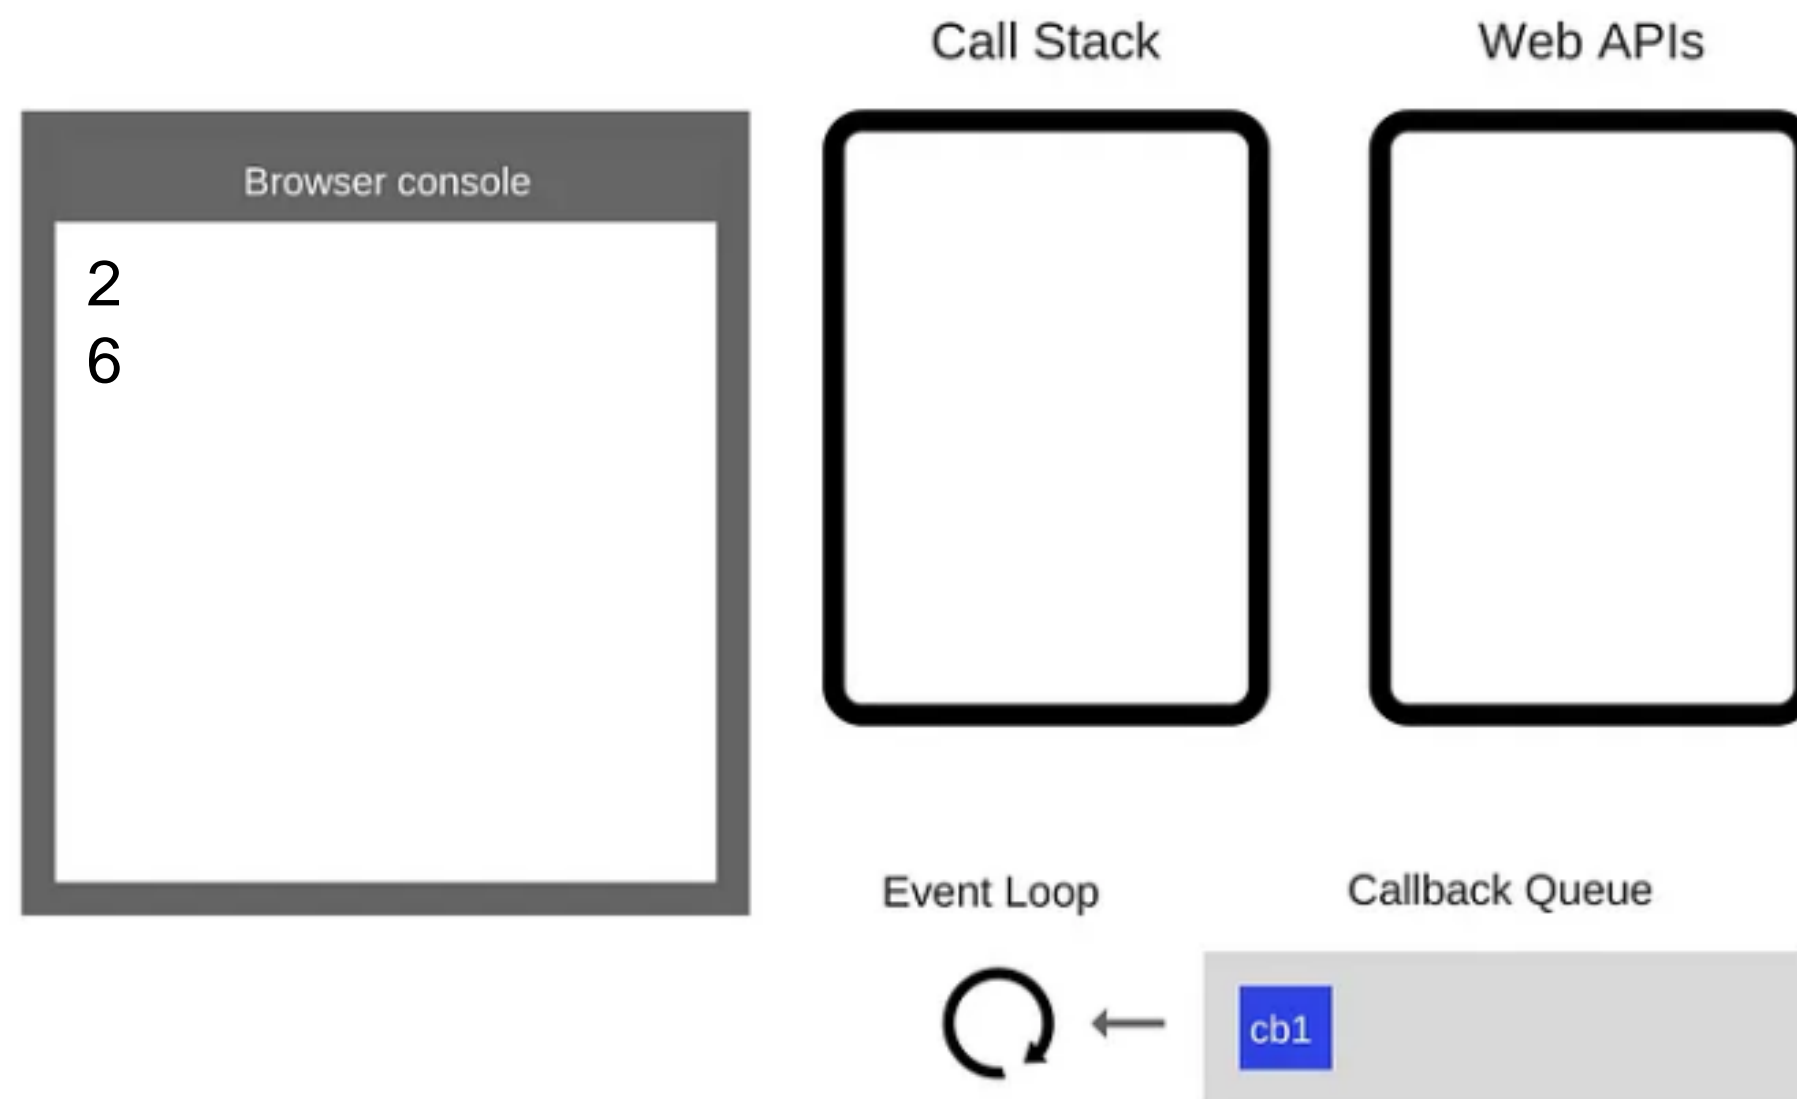 Call Stack
Web APIs
Browser console
2
6
Event Loop
Callback Queue
cb1